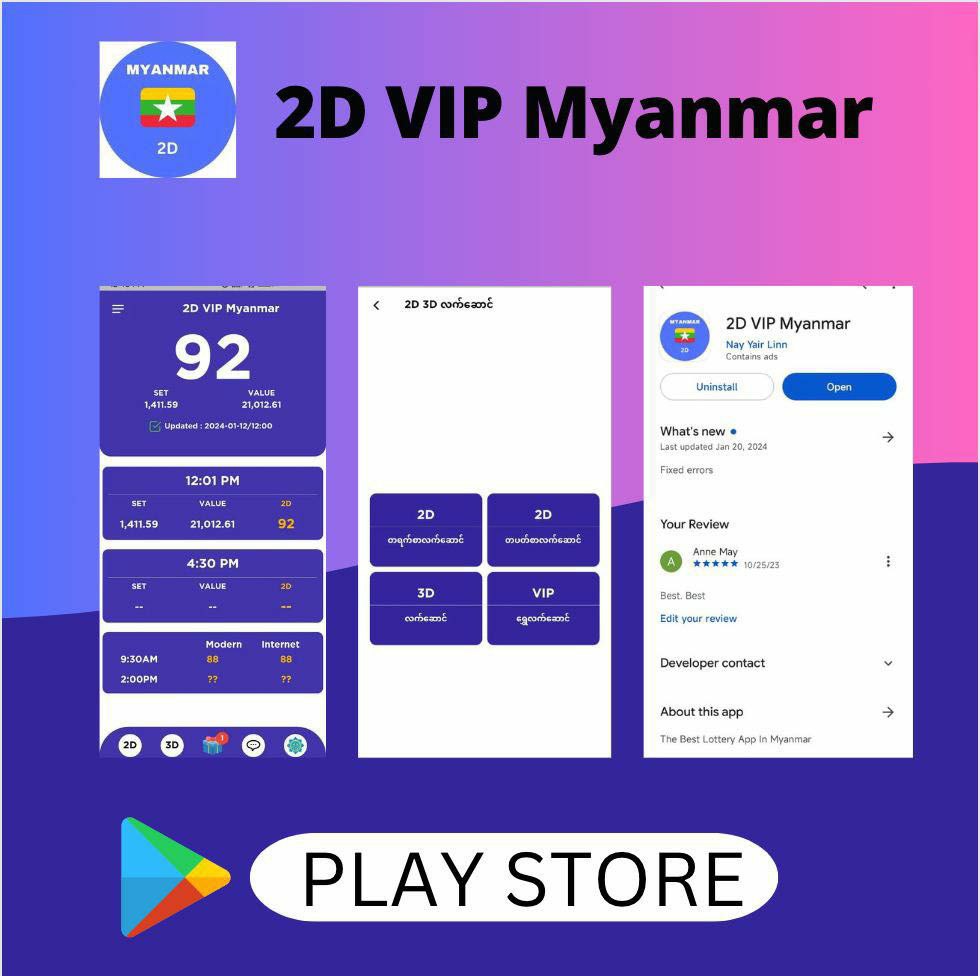 MYANMAR
2D
2D VIP Myanmar
2D VIP Myanmar
92
SET VALUE
1,411.59 21,012.61
Updated : 2024-01-12/12:00
12:01 PM
SET VALUE 2D
1,411.59 21,012.61 92
4:30 PM
SET VALUE 2D
-- -- --
Modern Internet
9:30AM 88 88
2:00PM ?? ??
2D 3D 1
2D 3D လက်ဆောင်
2D 2D
တရက်စာလက်ဆောင် တပတ်စာလက်ဆောင်
3D VIP
လက်ဆောင် ရွှေလက်ဆောင်
MYANMAR
2D
2D VIP Myanmar
Nay Yair Linn
Contains ads
Uninstall Open
What's new
Last updated Jan 20, 2024
Fixed errors
Your Review
A Anne May
10/25/23
Best. Best
Edit your review
Developer contact
About this app
The Best Lottery App In Myanmar
PLAY STORE